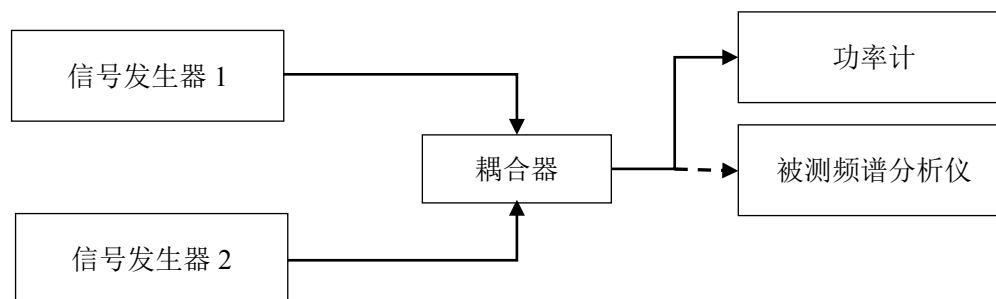 信号发生器 1
功率计
耦合器
被测频谱分析仪
信号发生器 2